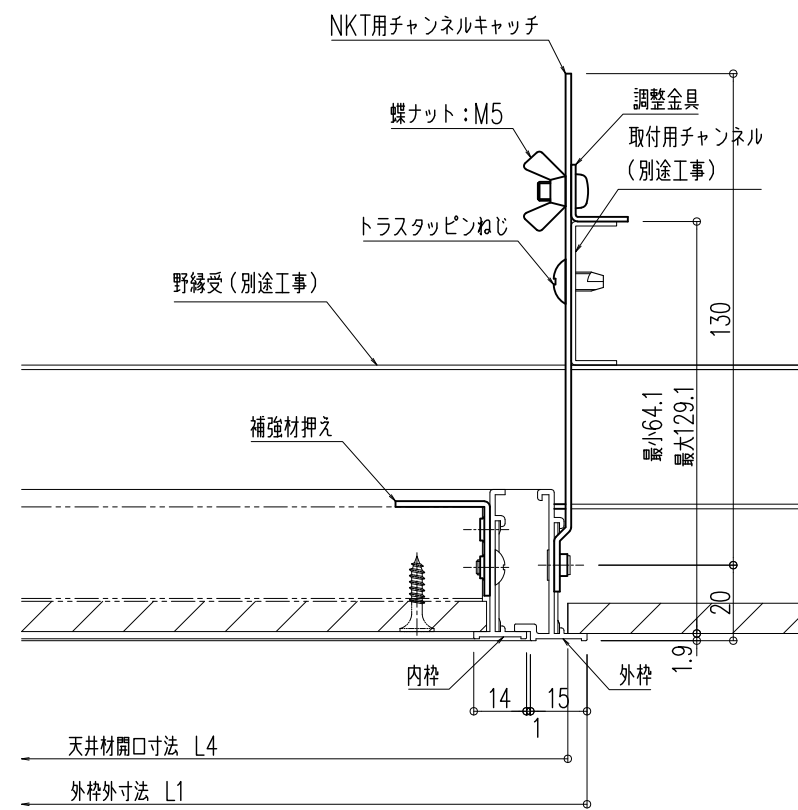 NKT用チャンネルキャッチ
調整金具
蝶ナット：M5
取付用チャンネル
（別途工事）
トラスタッピンねじ
野縁受（別途工事）
130
最小64.1
最大129.1
補強材押え
20
1.9
内枠
外枠
14
15
1
天井材開口寸法 L4
外枠外寸法 L1